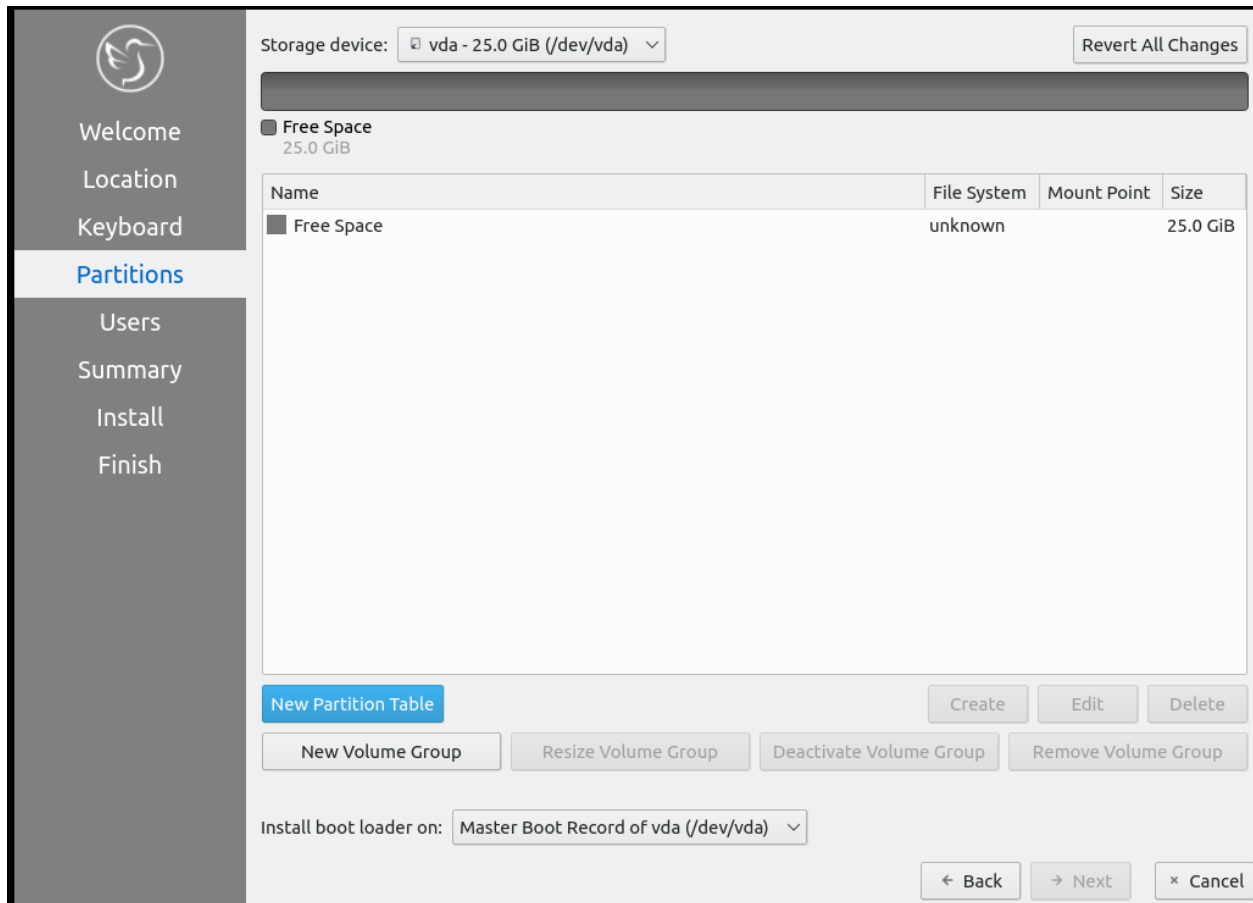 Storage device: vda - 25.0 GiB (/dev/vda) Revert All Changes
Free Space
25.0 GiB
Welcome
Location
Keyboard
Partitions
Users
Summary
Install
Finish
Name File System Mount Point Size
Free Space unknown 25.0 GiB
New Partition Table Create Edit Delete
New Volume Group Resize Volume Group Deactivate Volume Group Remove Volume Group
Install boot loader on: Master Boot Record of vda (/dev/vda)
Back Next Cancel